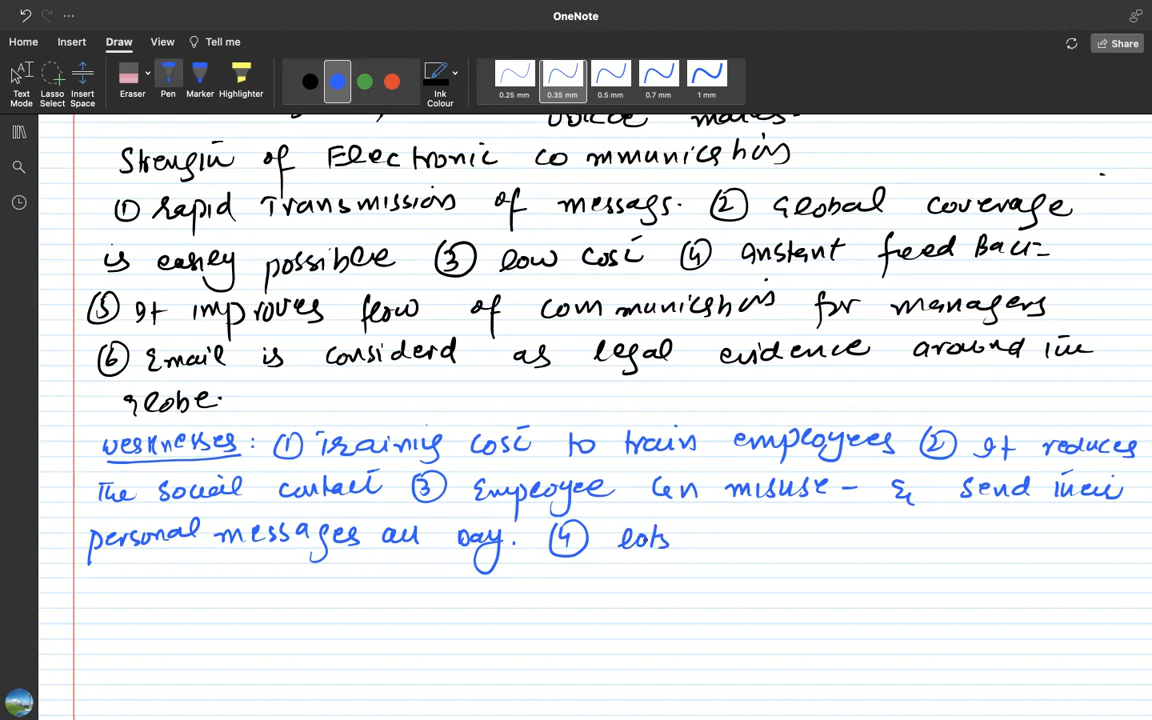 OneNote
Home Insert Draw View Tell me
Share
Text Mode Lasso Select Insert Space Eraser Pen Marker Highlighter Ink Colour 0.25 mm 0.35 mm 0.5 mm 0.7 mm 1 mm
Strength of Electronic communication
① rapid Transmission of messags. ② Global coverage
is easiey possible ③ low cost ④ instant feed Back
⑤ It improves flow of communication for managers
⑥ Email is considerd as legal evidence around the
globe.
weaknesses: ① Training cost to train employees ② It reduces
The social contact ③ Employee can misuse – & send their
personal messages all Day. ④ lots